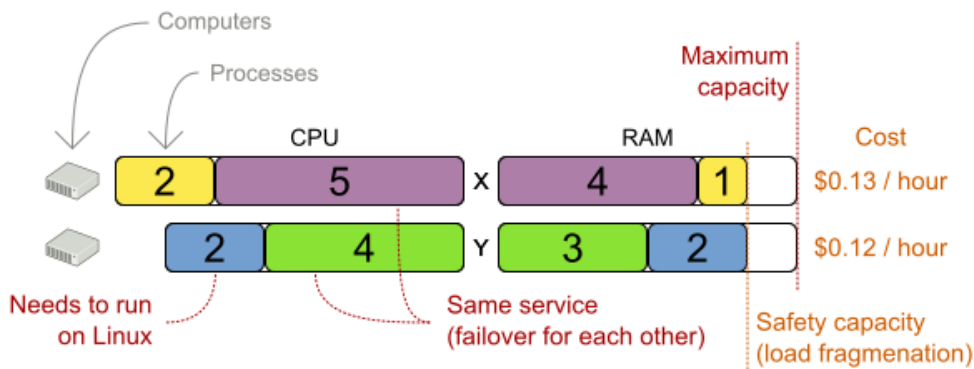 Computers
Processes
Maximum
capacity
CPU
RAM
Cost
2 5 X 4 1 $0.13 / hour
2 4 Y 3 2 $0.12 / hour
Needs to run
on Linux
Same service
(failover for each other)
Safety capacity
(load fragmenation)